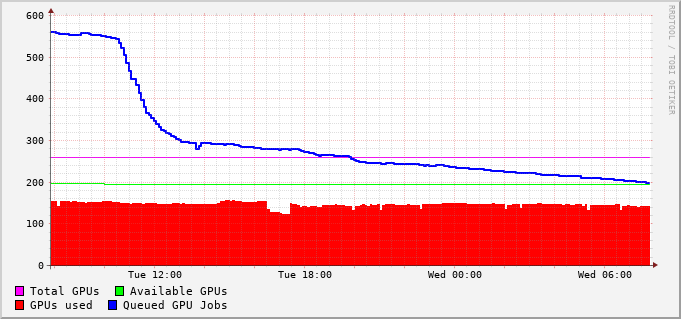 600
500
400
300
200
100
0
Tue 12:00 Tue 18:00 Wed 00:00 Wed 06:00
Total GPUs Available GPUs
GPUs used Queued GPU Jobs
RRDTOOL / TOBI OETIKER